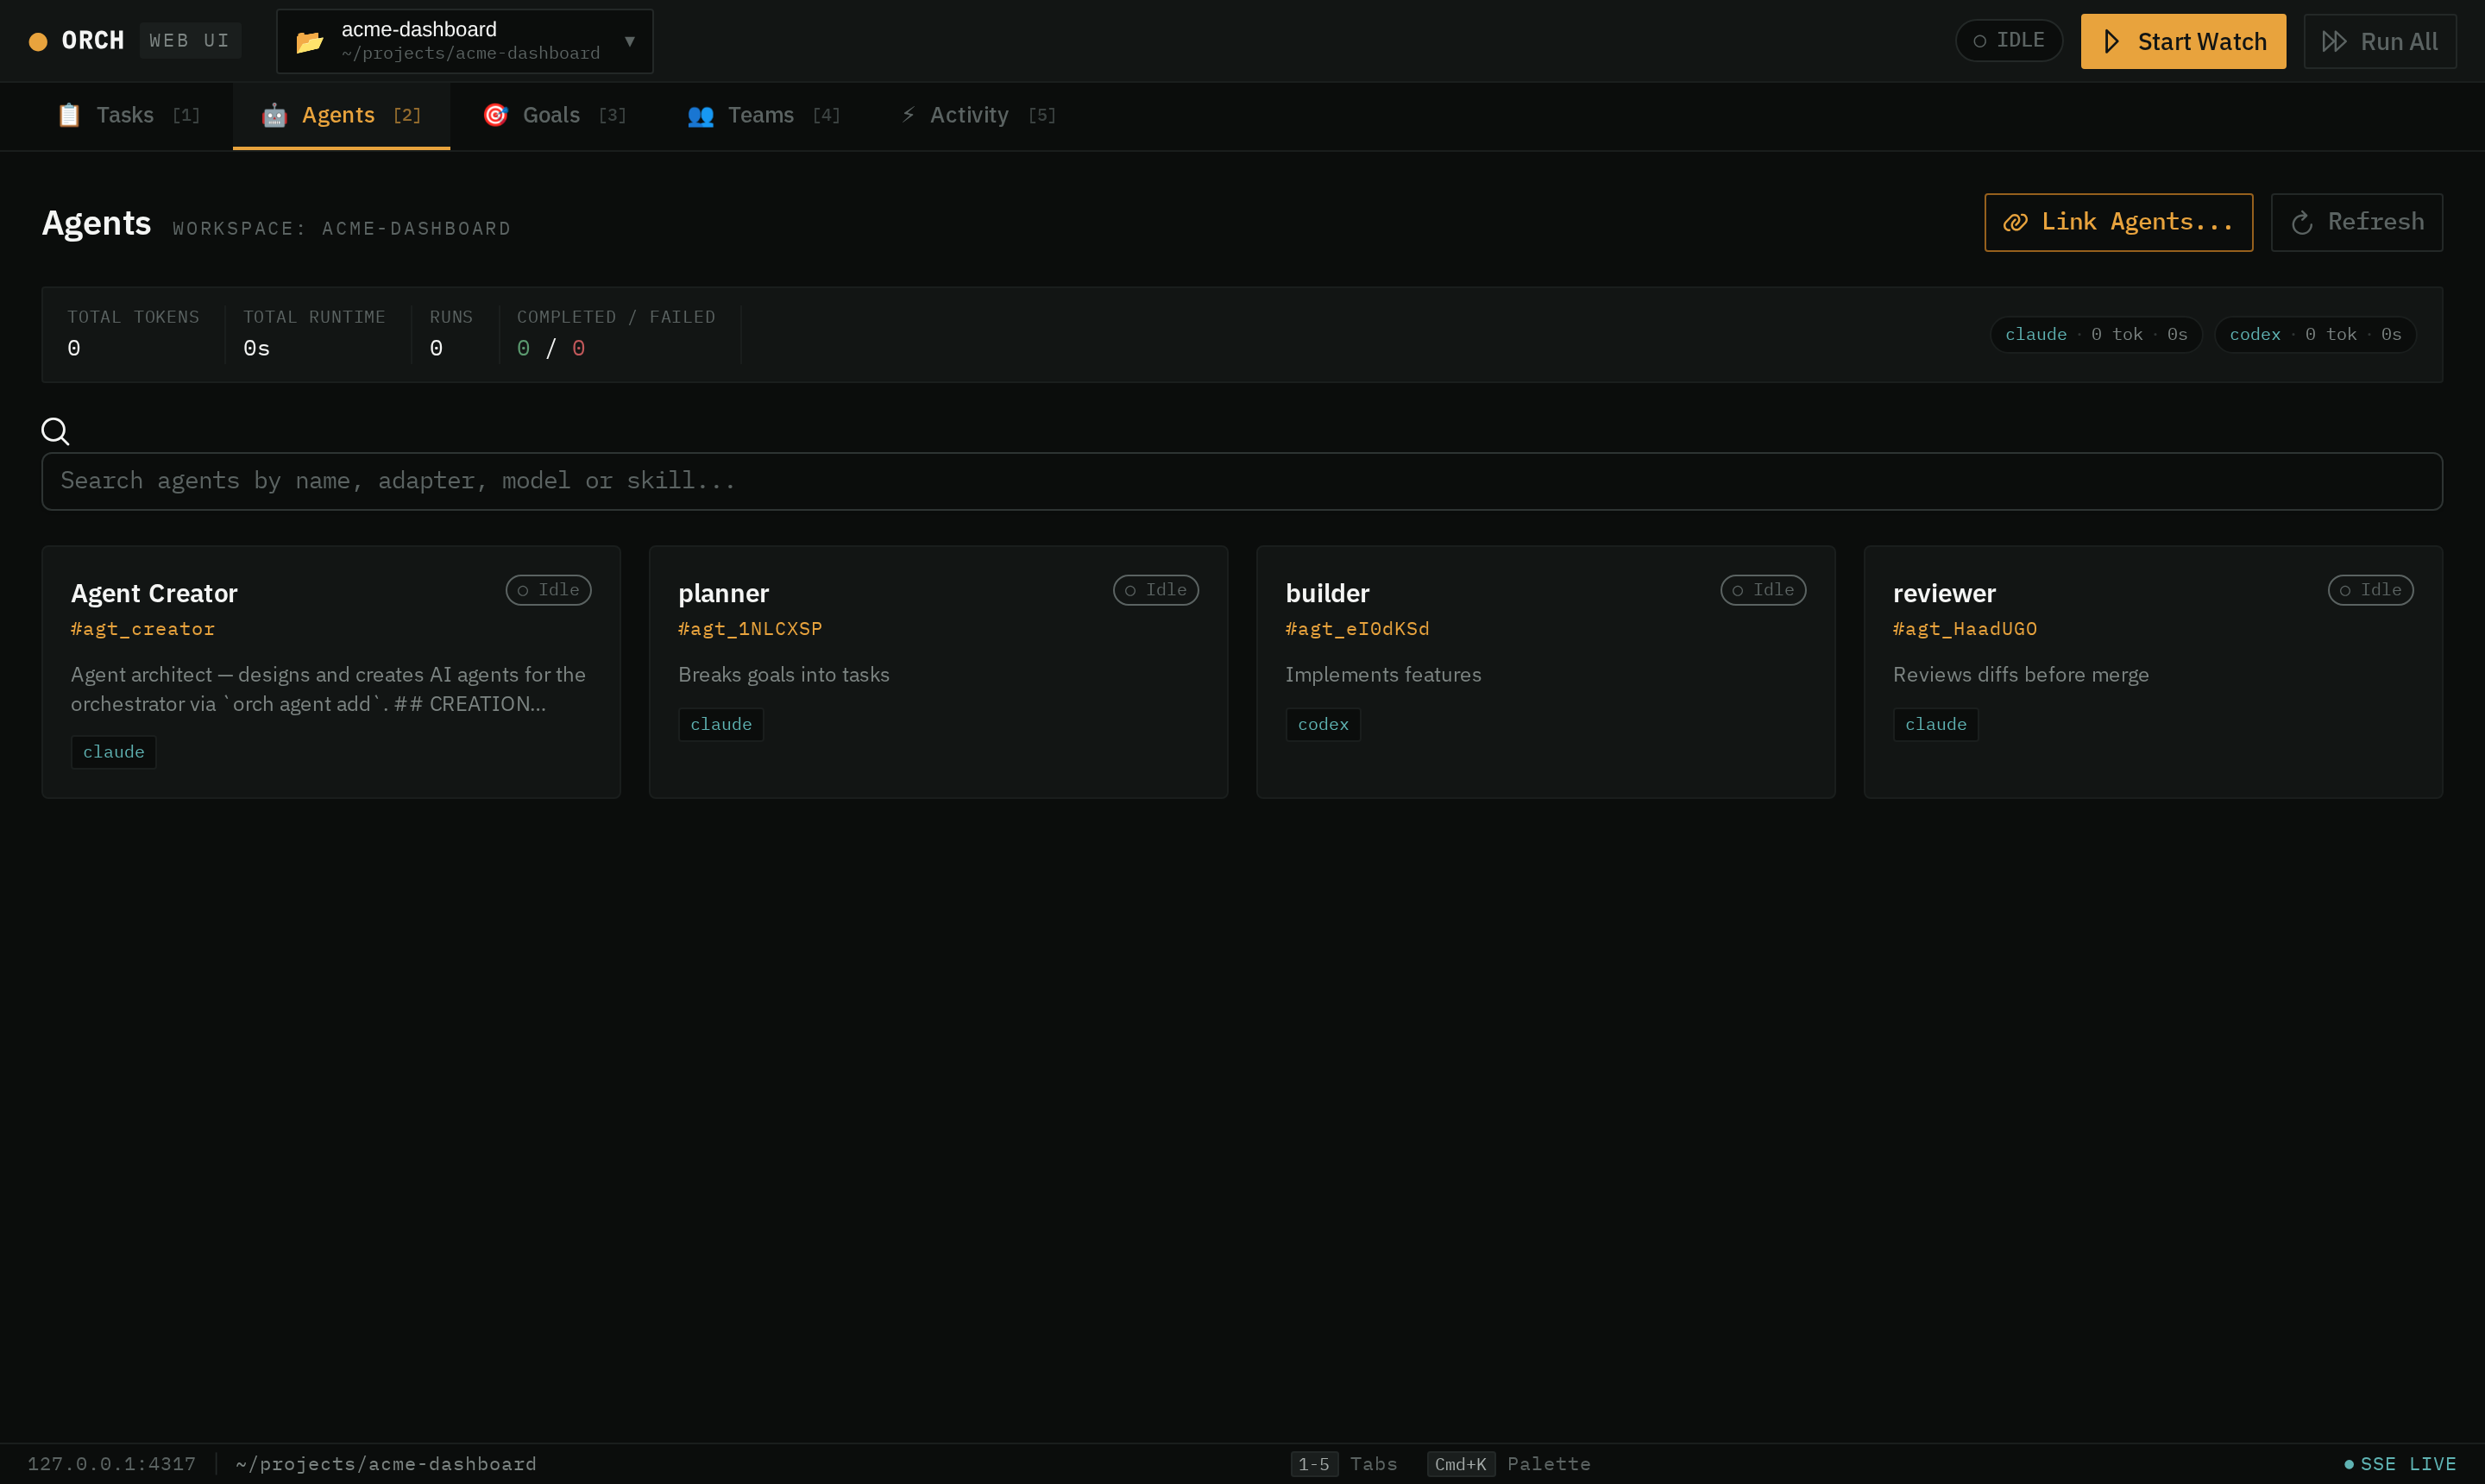 ORCH WEB UI
acme-dashboard
~/projects/acme-dashboard
IDLE
Start Watch
Run All
Tasks [1]
Agents [2]
Goals [3]
Teams [4]
Activity [5]
Agents WORKSPACE: ACME-DASHBOARD
Link Agents...
Refresh
TOTAL TOKENS
0
TOTAL RUNTIME
0s
RUNS
0
COMPLETED / FAILED
0 / 0
claude · 0 tok · 0s
codex · 0 tok · 0s
Search agents by name, adapter, model or skill...
Agent Creator
Idle
#agt_creator
Agent architect — designs and creates AI agents for the
orchestrator via `orch agent add`. ## CREATION...
claude
planner
Idle
#agt_1NLCXSP
Breaks goals into tasks
claude
builder
Idle
#agt_eI0dKSd
Implements features
codex
reviewer
Idle
#agt_HaadUGO
Reviews diffs before merge
claude
127.0.0.1:4317
~/projects/acme-dashboard
1-5 Tabs
Cmd+K Palette
SSE LIVE